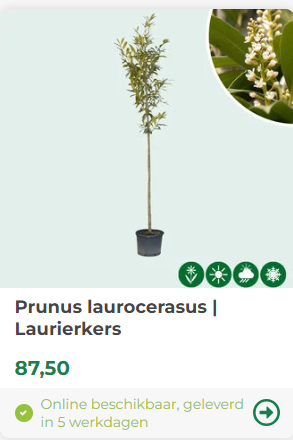 Prunus laurocerasus |
Laurierkers
87,50
Online beschikbaar, geleverd
in 5 werkdagen